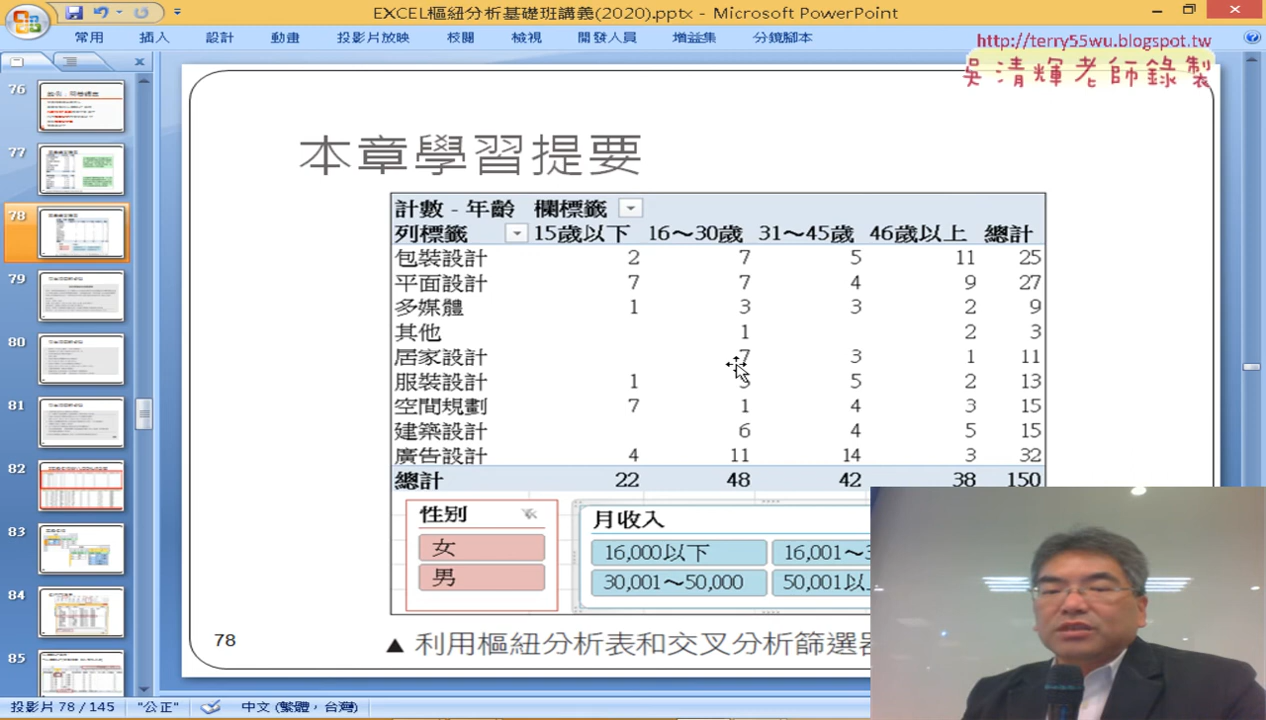 EXCEL樞紐分析基礎班講義(2020).pptx - Microsoft PowerPoint
常用 插入 設計 動畫 投影片放映 校閱 檢視 開發人員 增益集 分鏡腳本
http://terry55wu.blogspot.tw
吳清輝老師錄製
76
77
78
79
80
81
82
83
84
85
本章學習提要
計數 - 年齡 欄標籤
列標籤 15歲以下 16～30歲 31～45歲 46歲以上 總計
包裝設計 2 7 5 11 25
平面設計 7 7 4 9 27
多媒體 1 3 3 2 9
其他 1 2 3
居家設計 7 3 1 11
服裝設計 1 5 2 13
空間規劃 7 1 4 3 15
建築設計 6 4 5 15
廣告設計 4 11 14 3 32
總計 22 48 42 38 150
性別
女
男
月收入
16,000以下 16,001～
30,001～50,000 50,001以
78
▲ 利用樞紐分析表和交叉分析篩選
投影片 78 / 145 "公正" 中文 (繁體，台灣)